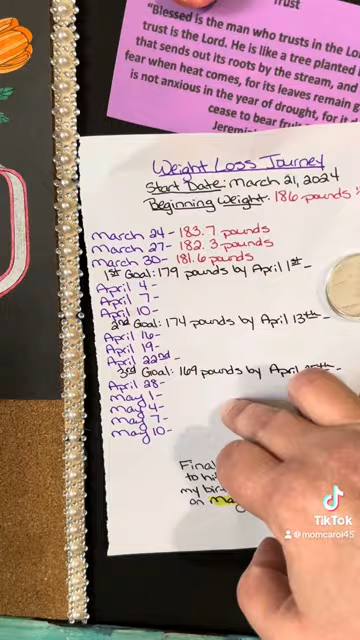 Trust
"Blessed is the man who trusts in the Lor
trust is the Lord. He is like a tree planted
that sends out its roots by the stream, and
fear when heat comes, for its leaves remain g
is not anxious in the year of drought, for it
cease to bear fru
Jeremi
Weight Loss Journey
Start Date: March 21, 2024
Beginning Weight- 186 pounds
March 24- 183.7 pounds
March 27- 182.3 pounds
March 30- 181.6 pounds
1st Goal: 179 pounds by April 1st-
April 4-
April 7-
April 10-
2nd Goal: 174 pounds by April 13th-
April 16-
April 19-
April 22nd-
3rd Goal: 169 pounds by April 25th-
April 28-
May 1-
May 4-
May 7-
May 10-
Final
to hi
my bir
on May
TikTok
@momcarol45